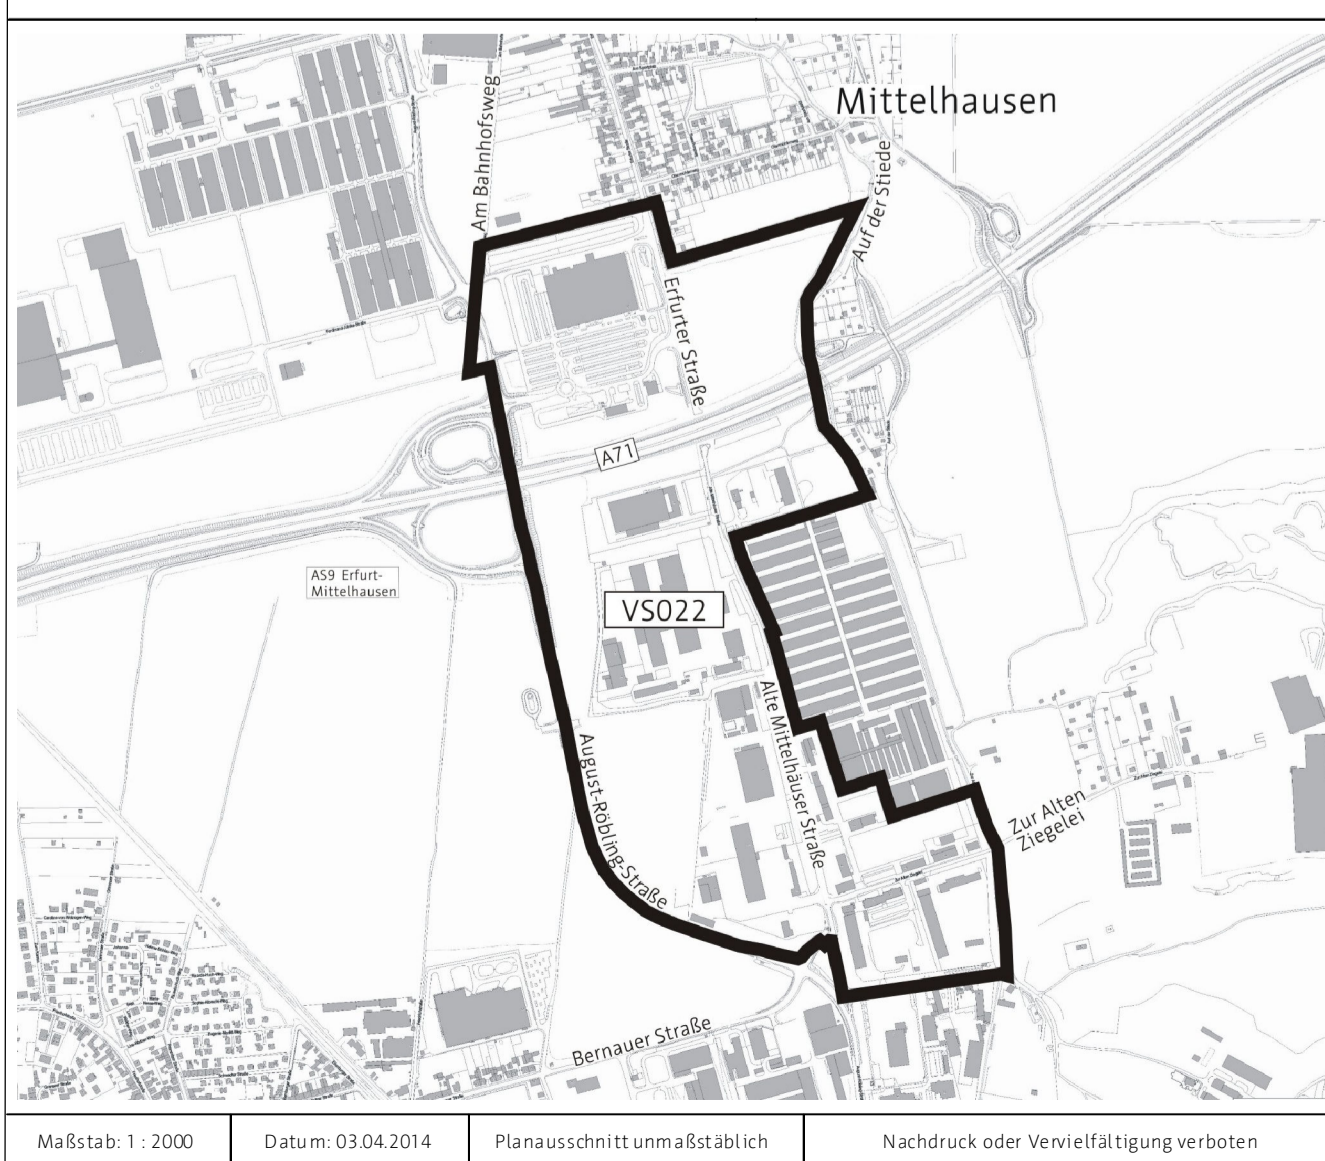 Mittelhausen
Am Bahnhofsweg
Auf der Stiede
Erfurter Straße
A71
AS9 Erfurt-
Mittelhausen
VS022
Alte Mittelhäuser Straße
August-Röbling-Straße
Zur Alten
Ziegelei
Bernauer Straße
Maßstab: 1 : 2000
Datum: 03.04.2014
Planausschnitt unmaßstäblich
Nachdruck oder Vervielfältigung verboten